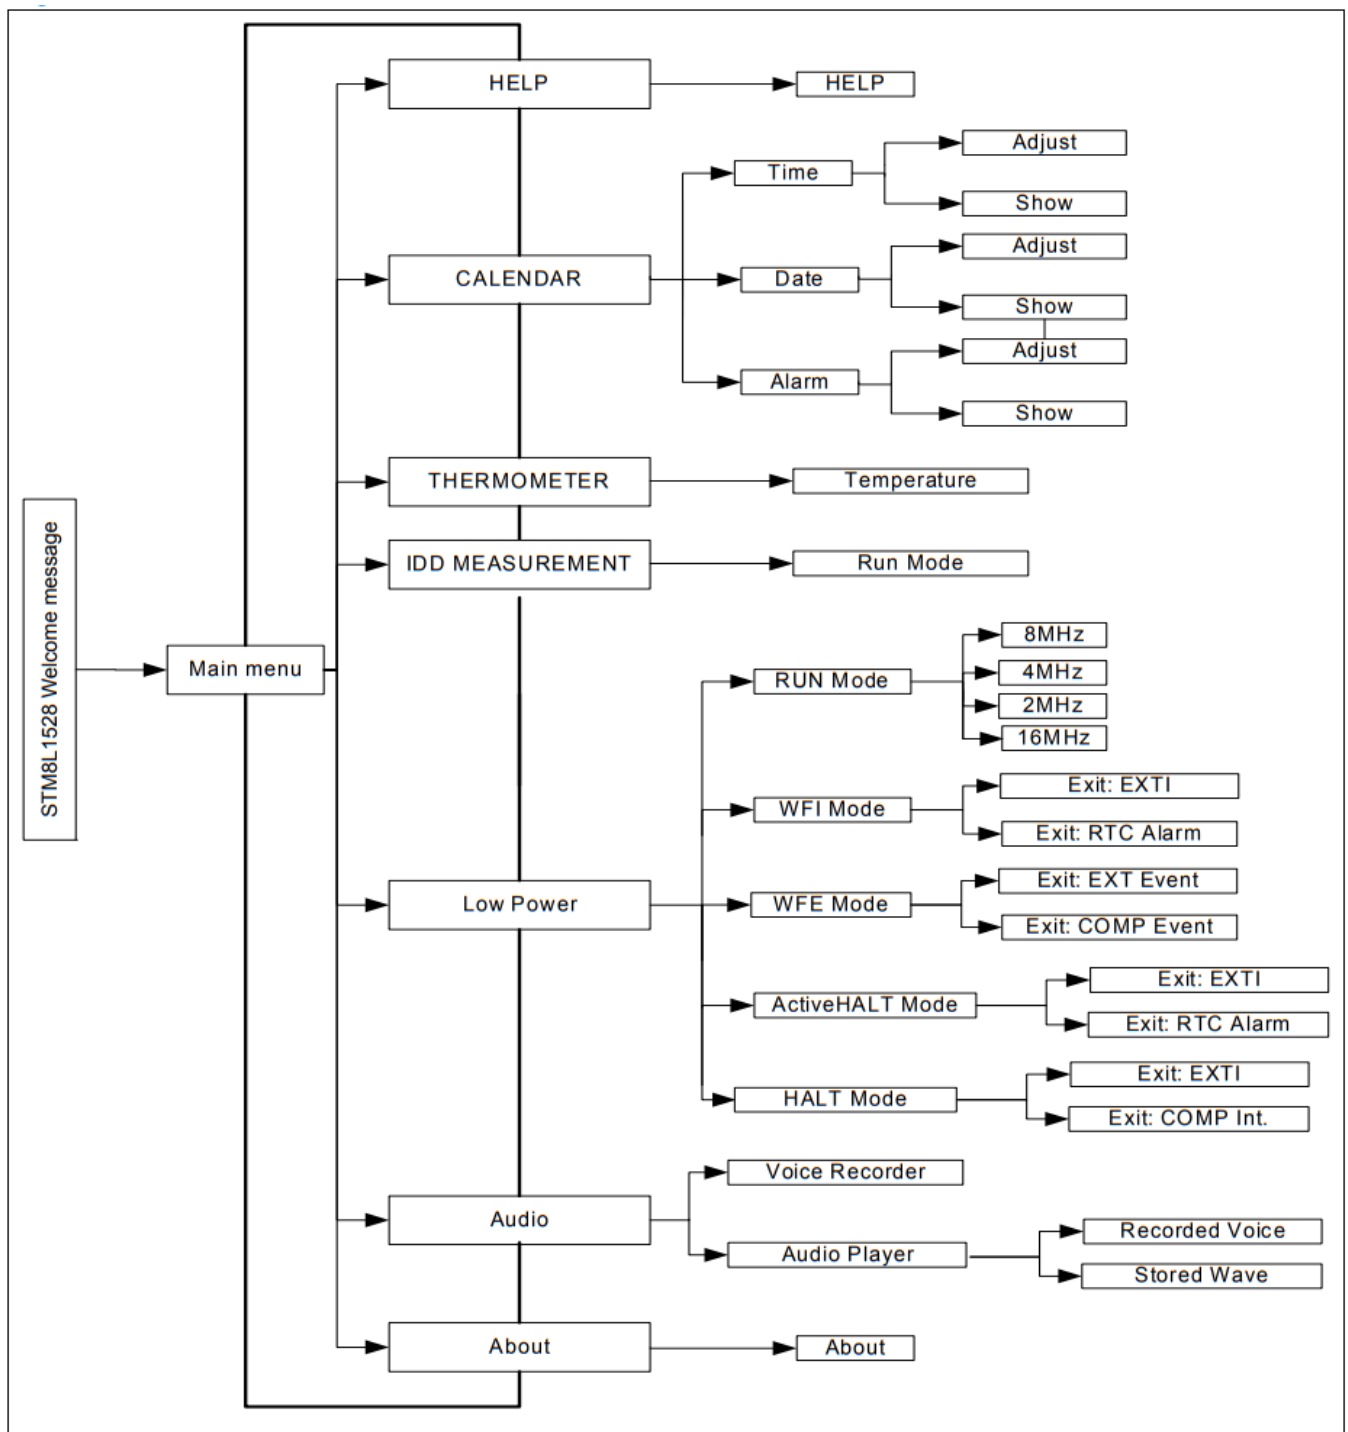 STM8L1528 Welcome message
Main menu
HELP
HELP
CALENDAR
Time
Adjust
Show
Date
Adjust
Show
Alarm
Adjust
Show
THERMOMETER
Temperature
IDD MEASUREMENT
Run Mode
Low Power
RUN Mode
8MHz
4MHz
2MHz
16MHz
WFI Mode
Exit: EXTI
Exit: RTC Alarm
WFE Mode
Exit: EXT Event
Exit: COMP Event
ActiveHALT Mode
Exit: EXTI
Exit: RTC Alarm
HALT Mode
Exit: EXTI
Exit: COMP Int.
Audio
Voice Recorder
Audio Player
Recorded Voice
Stored Wave
About
About